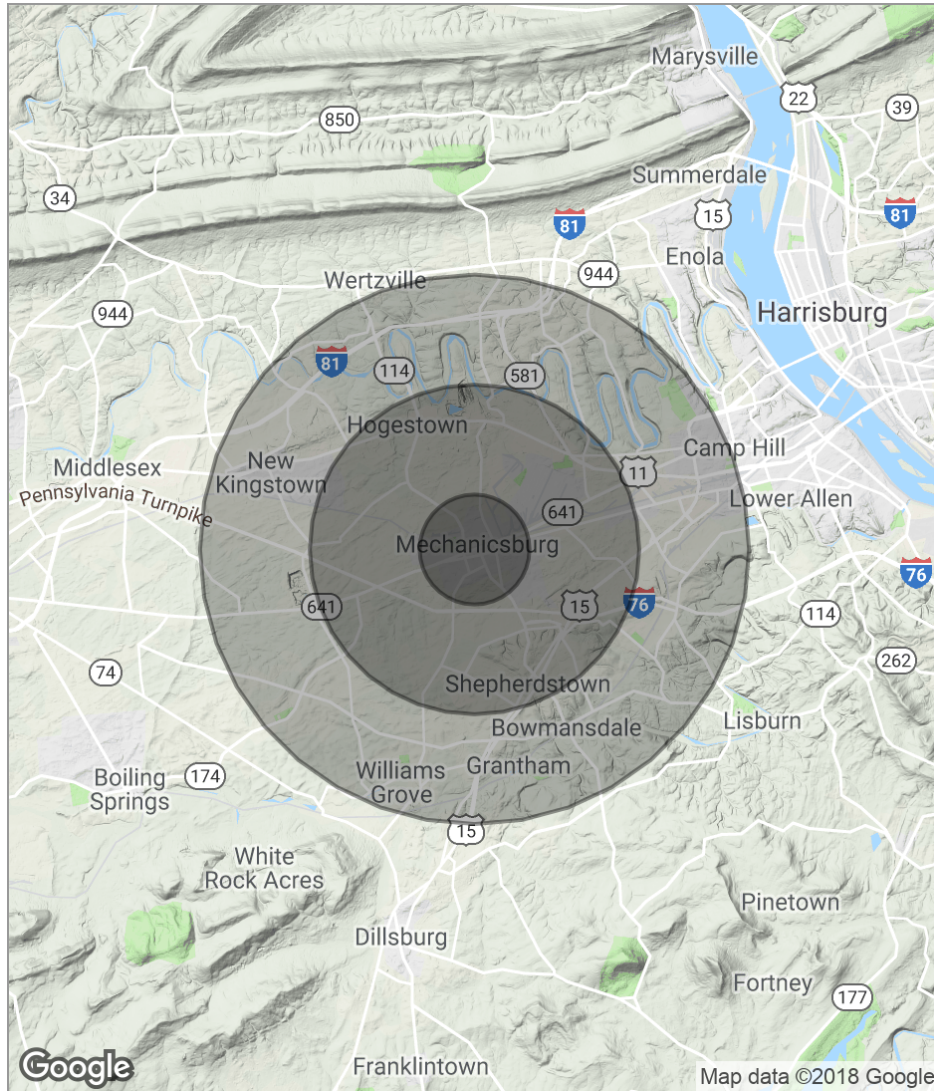 Marysville
22
39
850
Summerdale
34
15
81
81
Enola
Wertzville
944
944
Harrisburg
81
114
581
Hogestown
Camp Hill
New
Kingstown
Middlesex
11
Pennsylvania Turnpike
Lower Allen
641
Mechanicsburg
76
641
15
76
114
74
262
Shepherdstown
Lisburn
Bowmansdale
Williams
Grove
Grantham
174
Boiling
Springs
15
White
Rock Acres
Pinetown
Dillsburg
Fortney
177
Franklintown
Google
Map data ©2018 Google